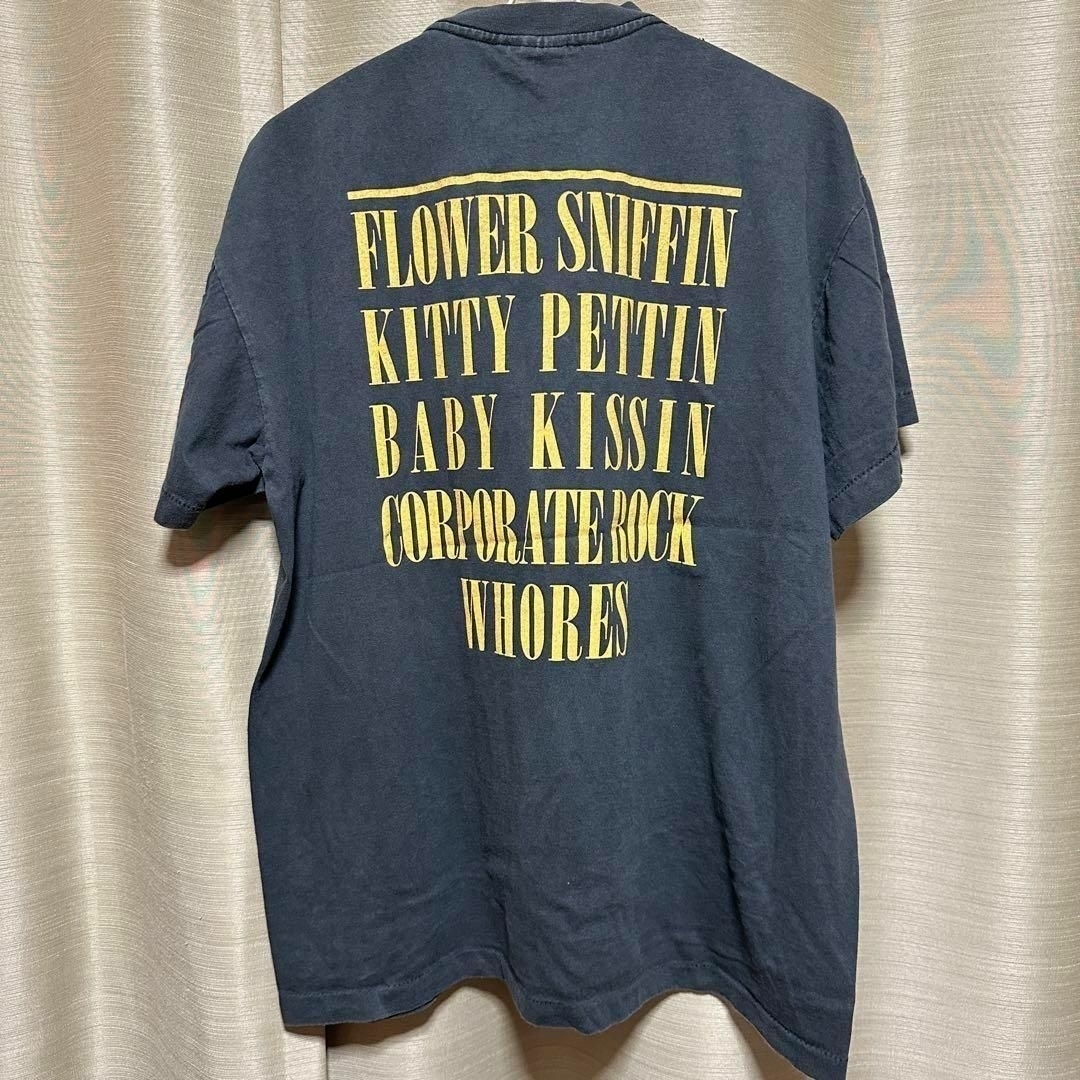 FLOWER SNIFFIN
KITTY PETTIN
BABY KISSIN
CORPORATE ROCK
WHORES